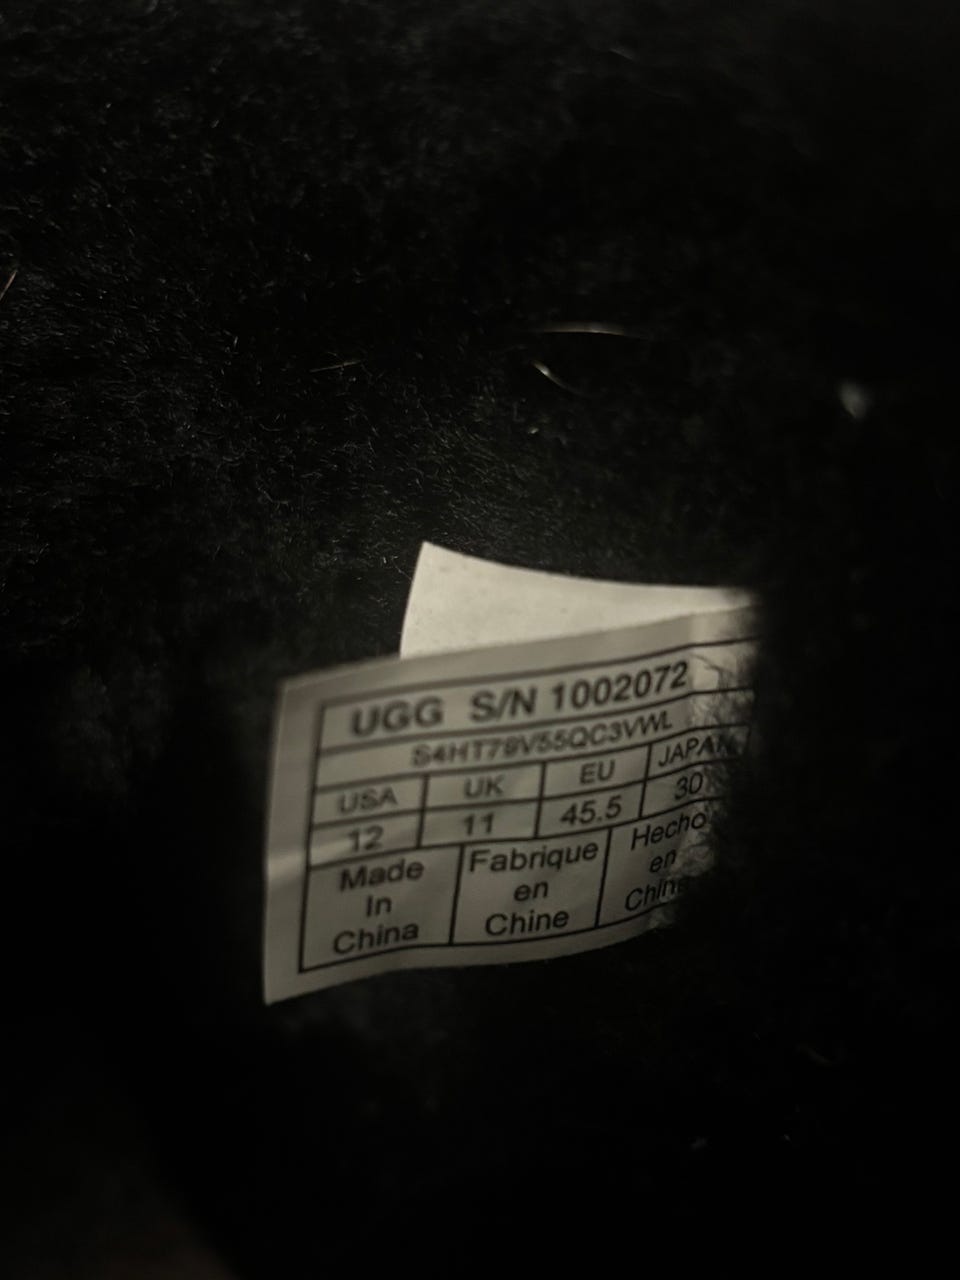 UGG S/N 1002072
S4HT79V55QC3VWL
USA UK EU JAPAN
12 11 45.5 30
Made Fabrique Hecho
In en en
China Chine China